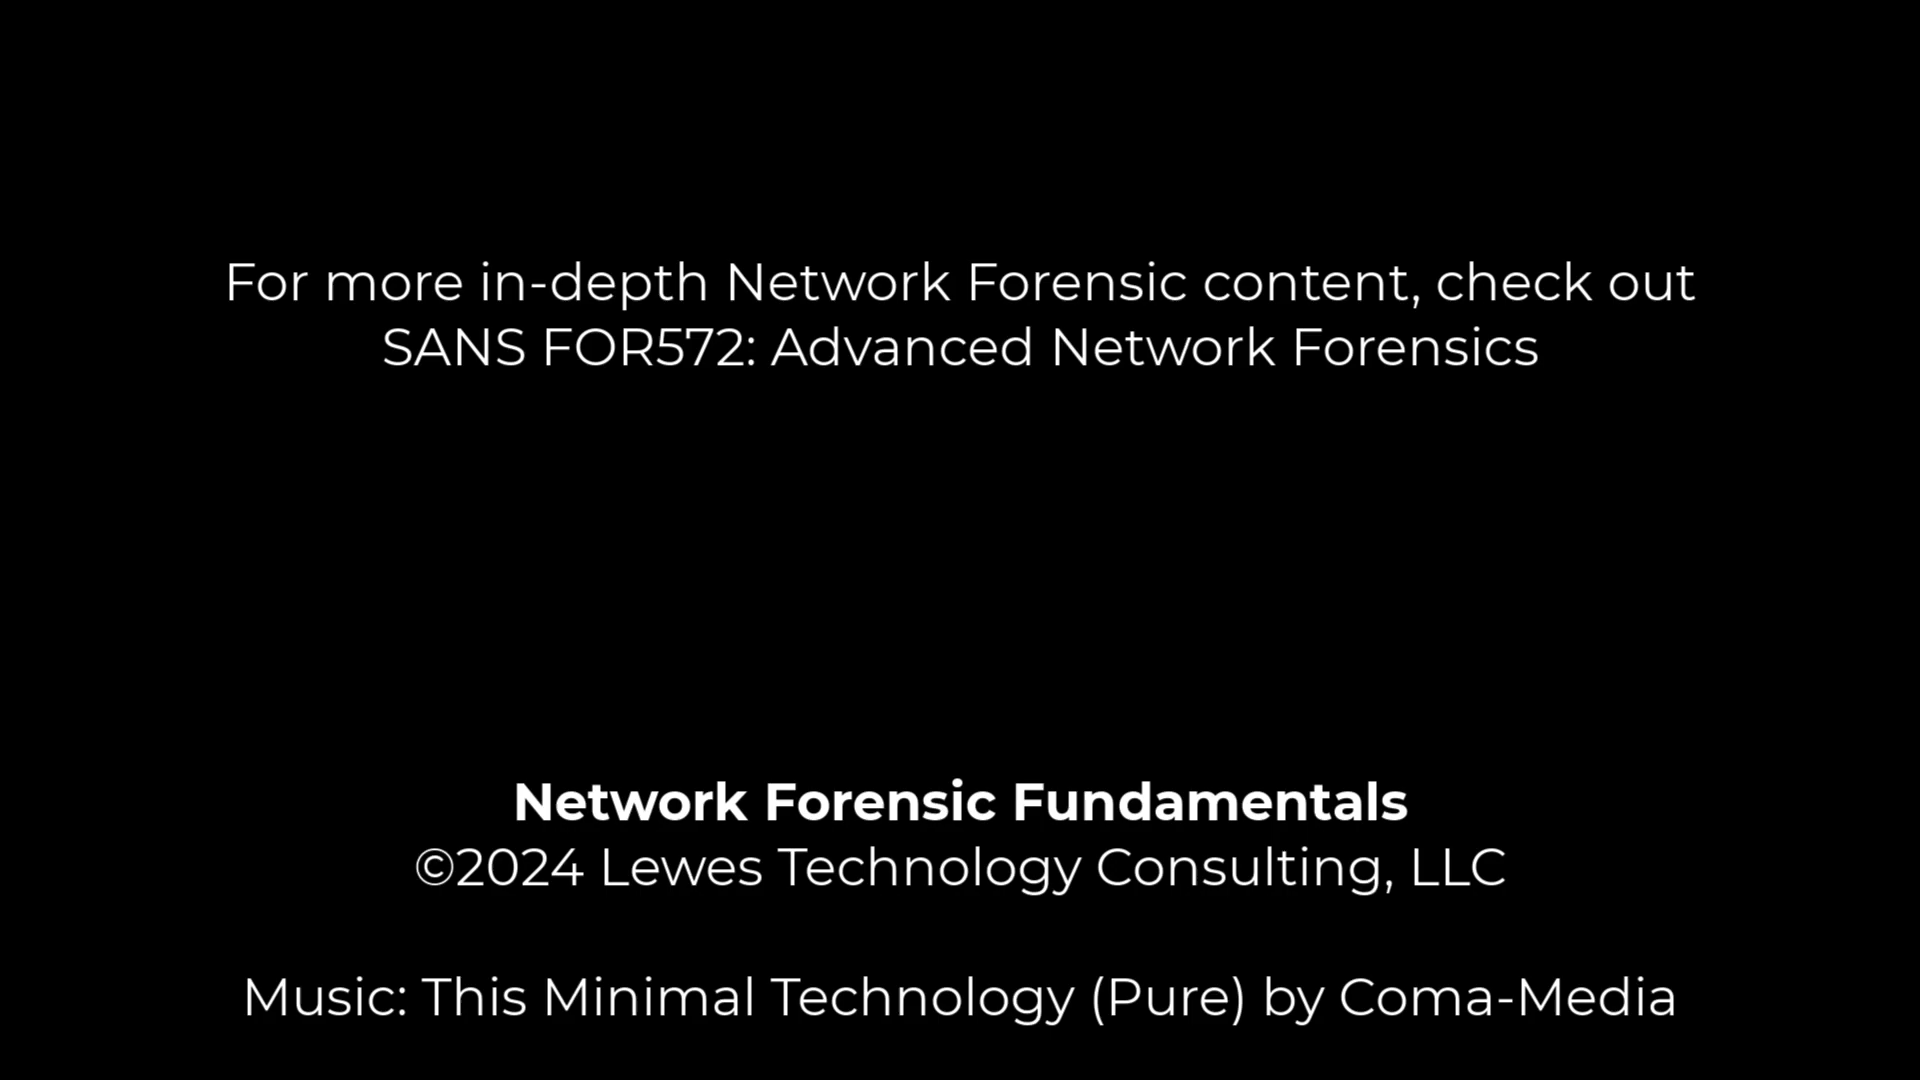 For more in-depth Network Forensic content, check out
SANS FOR572: Advanced Network Forensics
Network Forensic Fundamentals
©2024 Lewes Technology Consulting, LLC
Music: This Minimal Technology (Pure) by Coma-Media